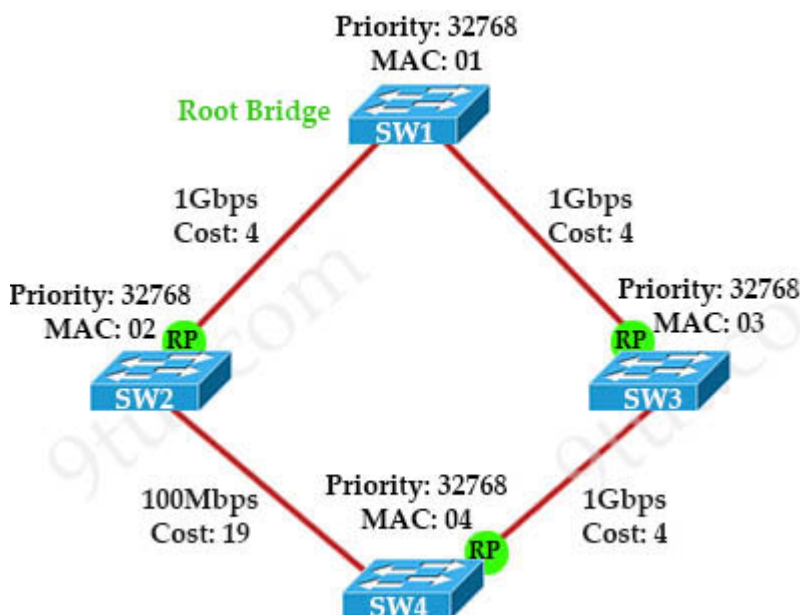 Priority: 32768
MAC: 01
Root Bridge
SW1
1Gbps
Cost: 4
1Gbps
Cost: 4
Priority: 32768
MAC: 02
RP
SW2
Priority: 32768
MAC: 03
RP
SW3
100Mbps
Cost: 19
Priority: 32768
MAC: 04
RP
SW4
1Gbps
Cost: 4